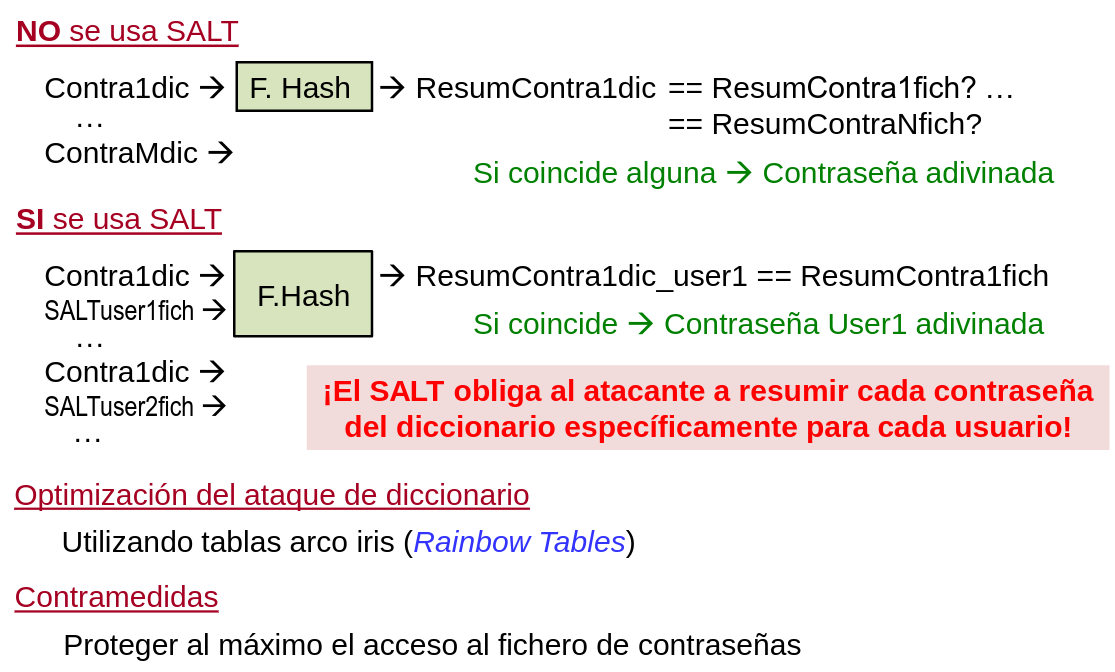 NO se usa SALT
Contra1dic → F. Hash → ResumContra1dic == ResumContra1fich? …
… == ResumContraNfich?
ContraMdic →
Si coincide alguna → Contraseña adivinada
SI se usa SALT
Contra1dic → F.Hash → ResumContra1dic_user1 == ResumContra1fich
SALTuser1fich →
Si coincide → Contraseña User1 adivinada
…
Contra1dic →
SALTuser2fich →
…
¡El SALT obliga al atacante a resumir cada contraseña
del diccionario específicamente para cada usuario!
Optimización del ataque de diccionario
Utilizando tablas arco iris (Rainbow Tables)
Contramedidas
Proteger al máximo el acceso al fichero de contraseñas